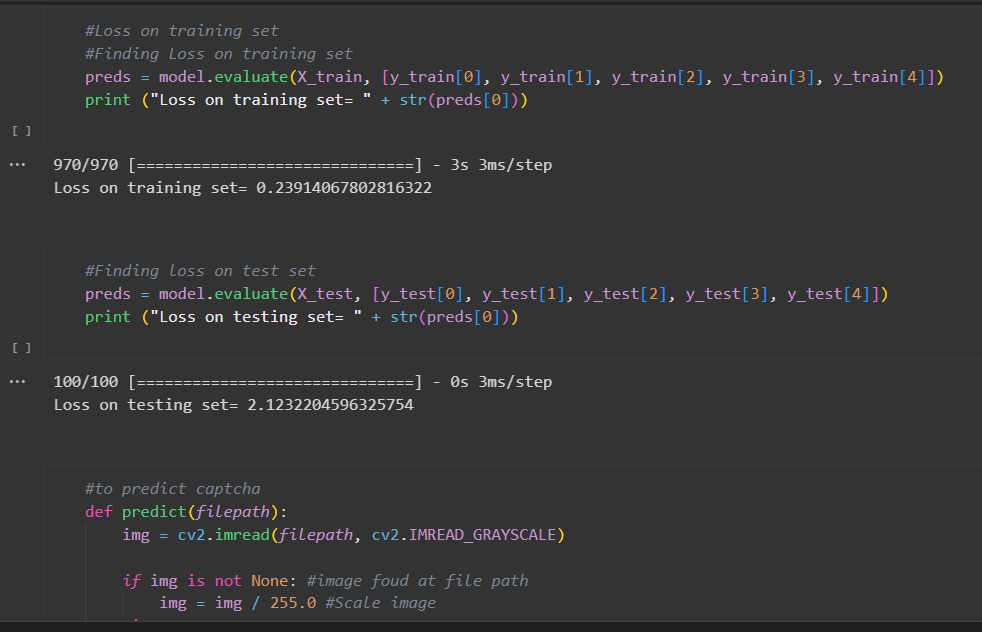 #Loss on training set
#Finding Loss on training set
preds = model.evaluate(X_train, [y_train[0], y_train[1], y_train[2], y_train[3], y_train[4]])
print ("Loss on training set= " + str(preds[0]))
[ ]
... 970/970 [==============================] - 3s 3ms/step
Loss on training set= 0.23914067802816322
#Finding loss on test set
preds = model.evaluate(X_test, [y_test[0], y_test[1], y_test[2], y_test[3], y_test[4]])
print ("Loss on testing set= " + str(preds[0]))
[ ]
... 100/100 [==============================] - 0s 3ms/step
Loss on testing set= 2.1232204596325754
#to predict captcha
def predict(filepath):
img = cv2.imread(filepath, cv2.IMREAD_GRAYSCALE)
if img is not None: #image foud at file path
img = img / 255.0 #Scale image